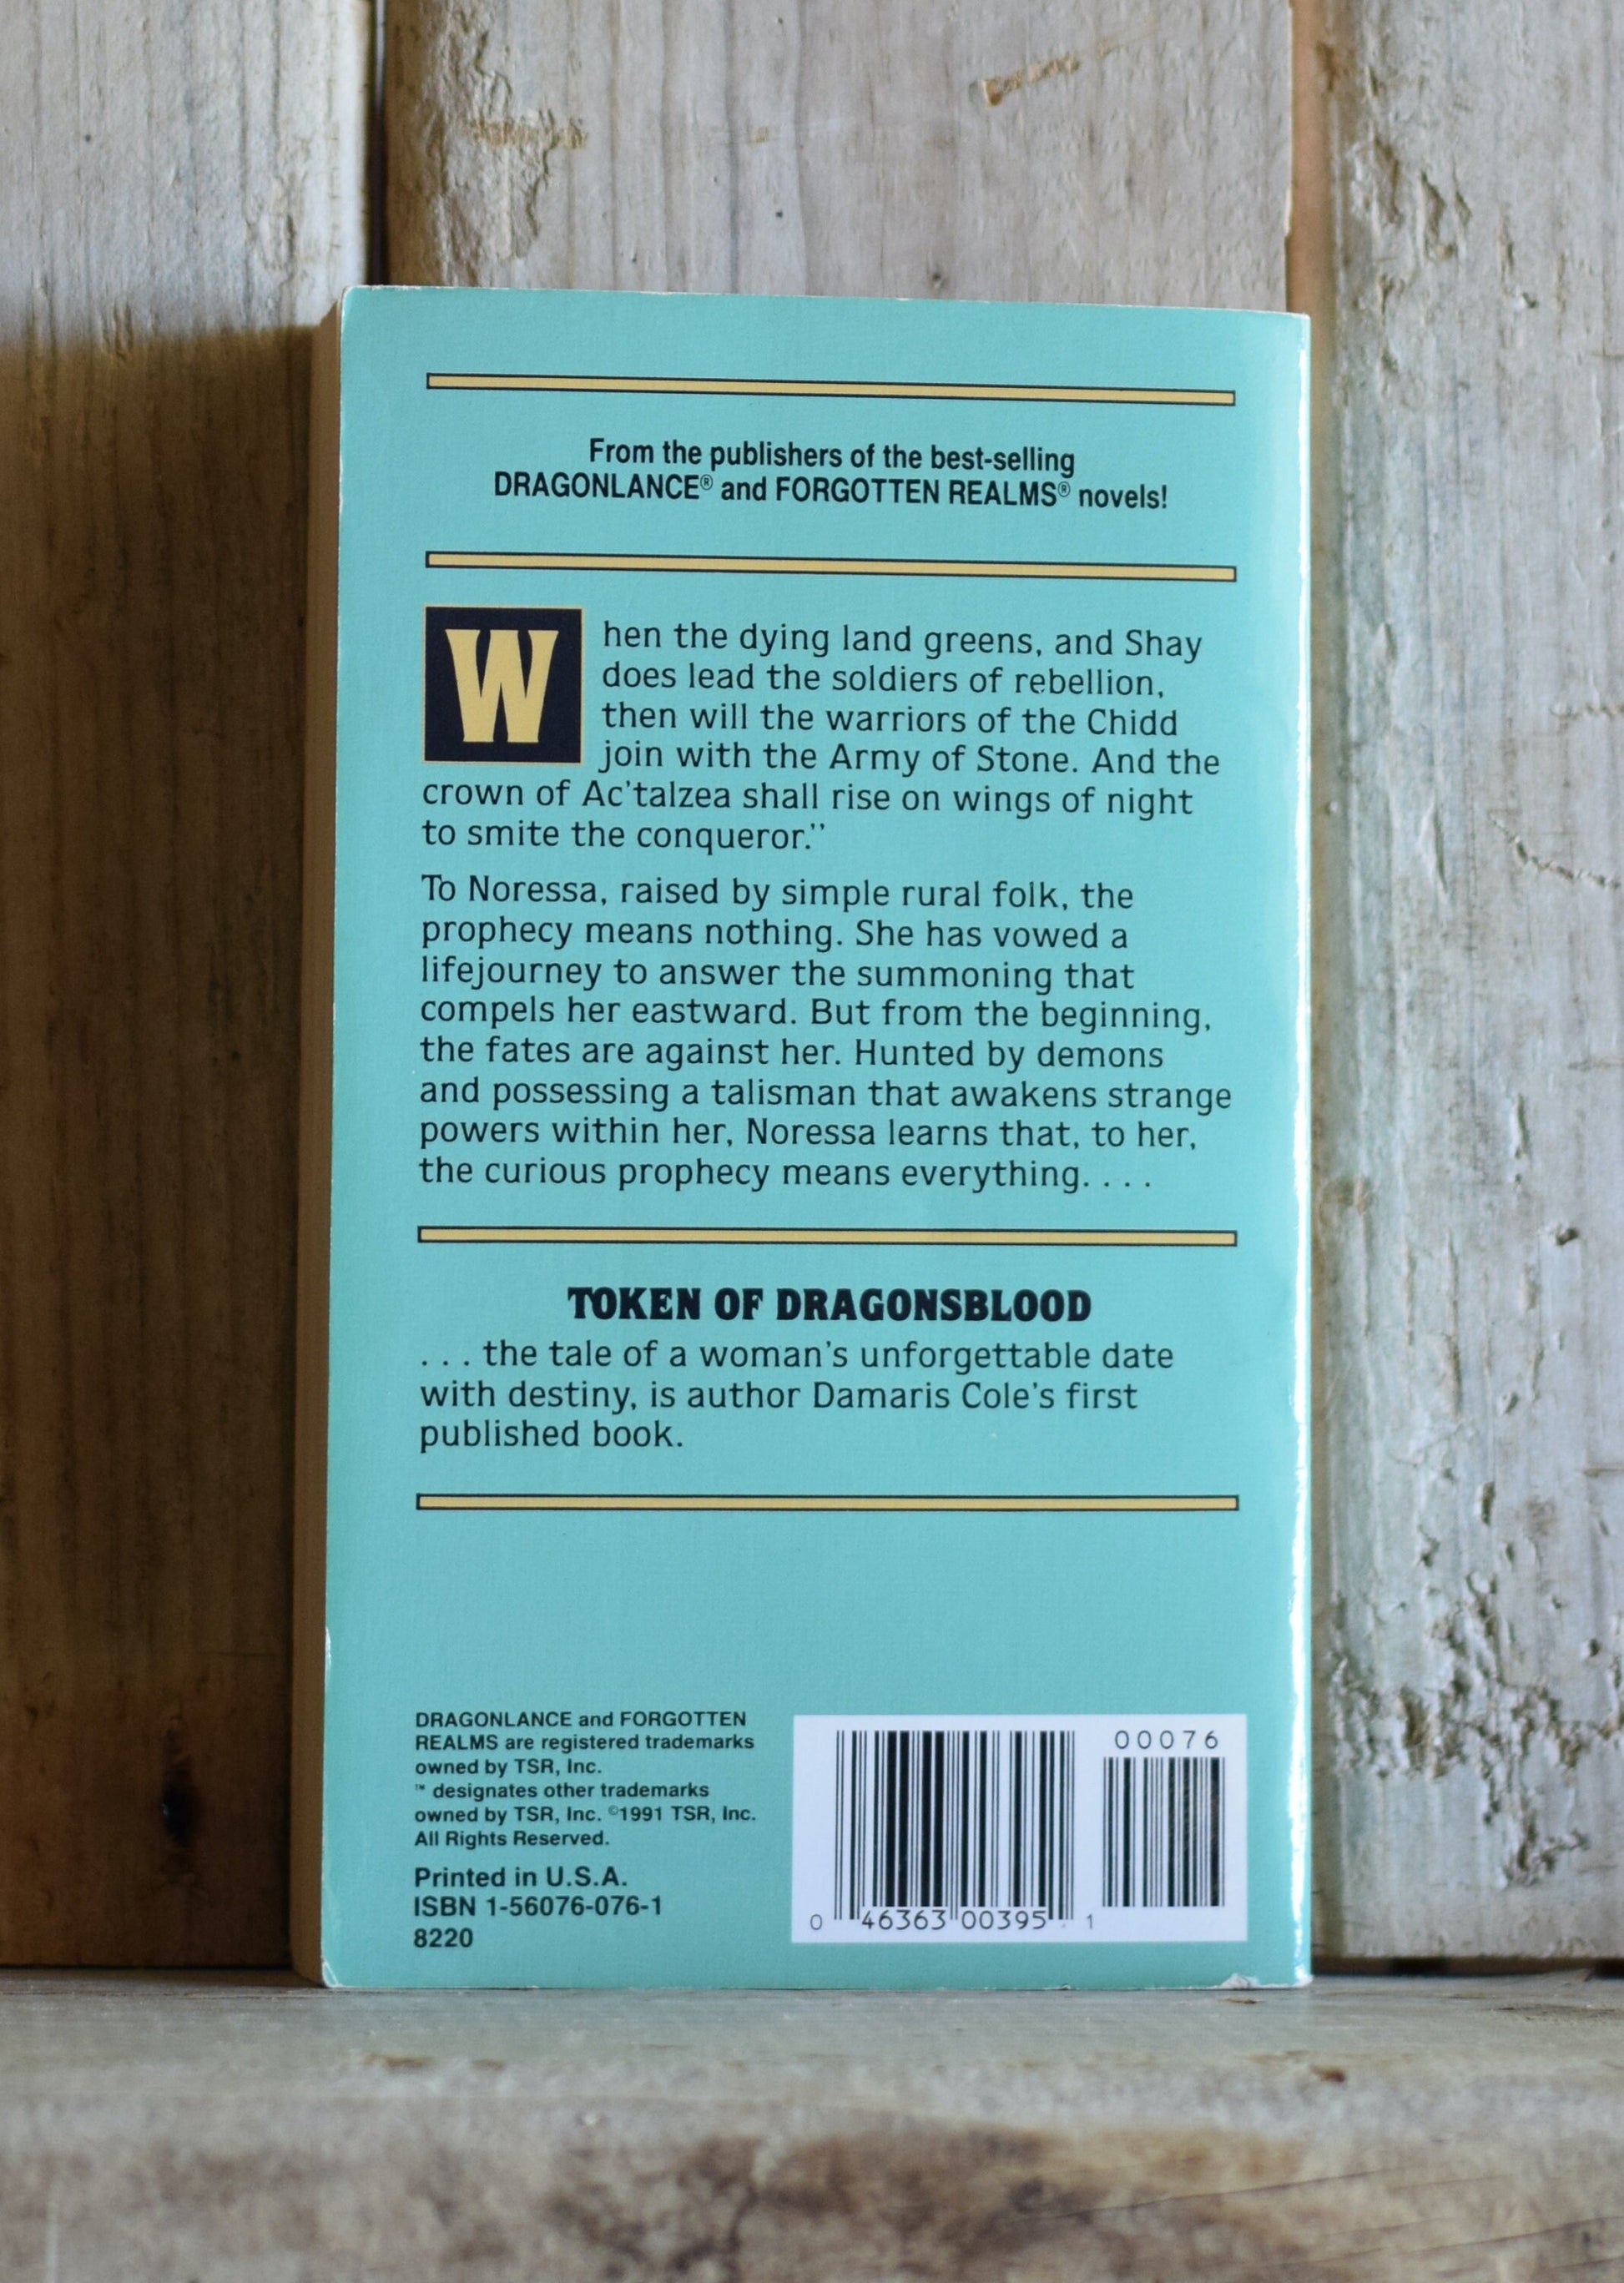 From the publishers of the best-selling
DRAGONLANCE® and FORGOTTEN REALMS® novels!
When the dying land greens, and Shay
does lead the soldiers of rebellion,
then will the warriors of the Chidd
join with the Army of Stone. And the
crown of Ac'talzea shall rise on wings of night
to smite the conqueror."
To Noressa, raised by simple rural folk, the
prophecy means nothing. She has vowed a
lifejourney to answer the summoning that
compels her eastward. But from the beginning,
the fates are against her. Hunted by demons
and possessing a talisman that awakens strange
powers within her, Noressa learns that, to her,
the curious prophecy means everything. . . .
TOKEN OF DRAGONSBLOOD
. . . the tale of a woman's unforgettable date
with destiny, is author Damaris Cole's first
published book.
DRAGONLANCE and FORGOTTEN
REALMS are registered trademarks
owned by TSR, Inc.
™ designates other trademarks
owned by TSR, Inc. ©1991 TSR, Inc.
All Rights Reserved.
Printed in U.S.A.
ISBN 1-56076-076-1
8220
00076
0 46363 00395 1